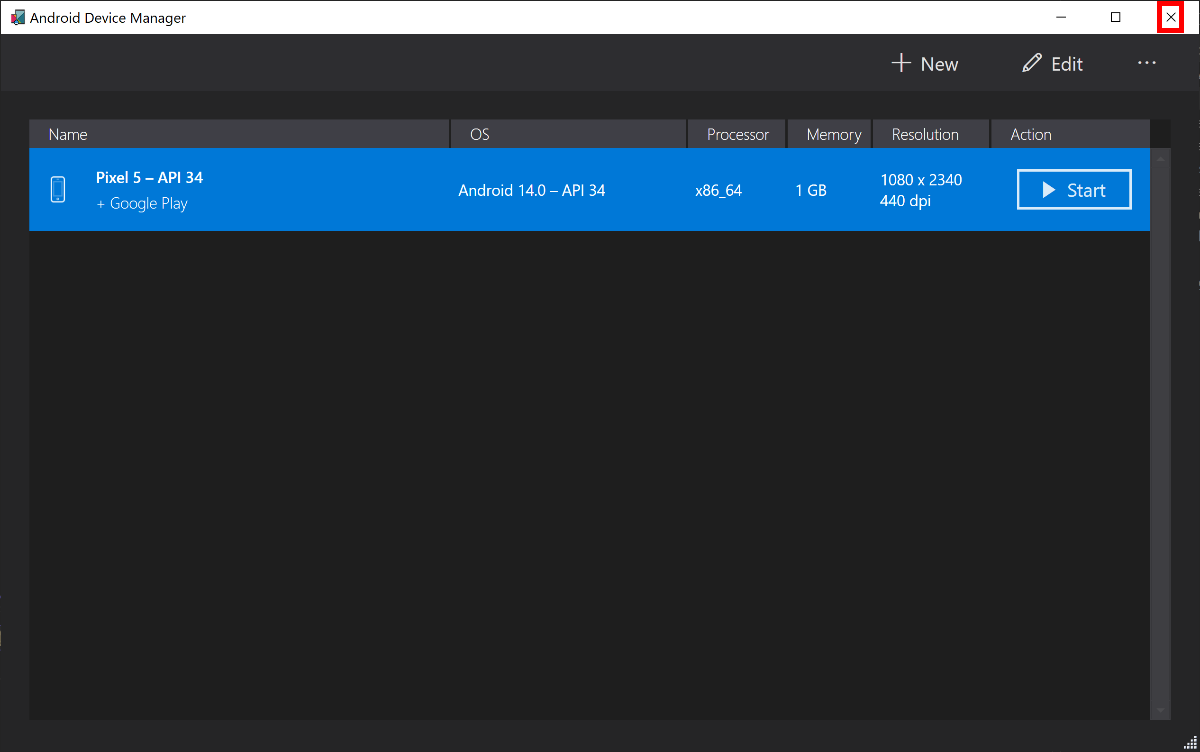 Android Device Manager
New Edit ...
Name OS Processor Memory Resolution Action
Pixel 5 – API 34
+ Google Play
Android 14.0 – API 34
x86_64
1 GB
1080 x 2340
440 dpi
Start